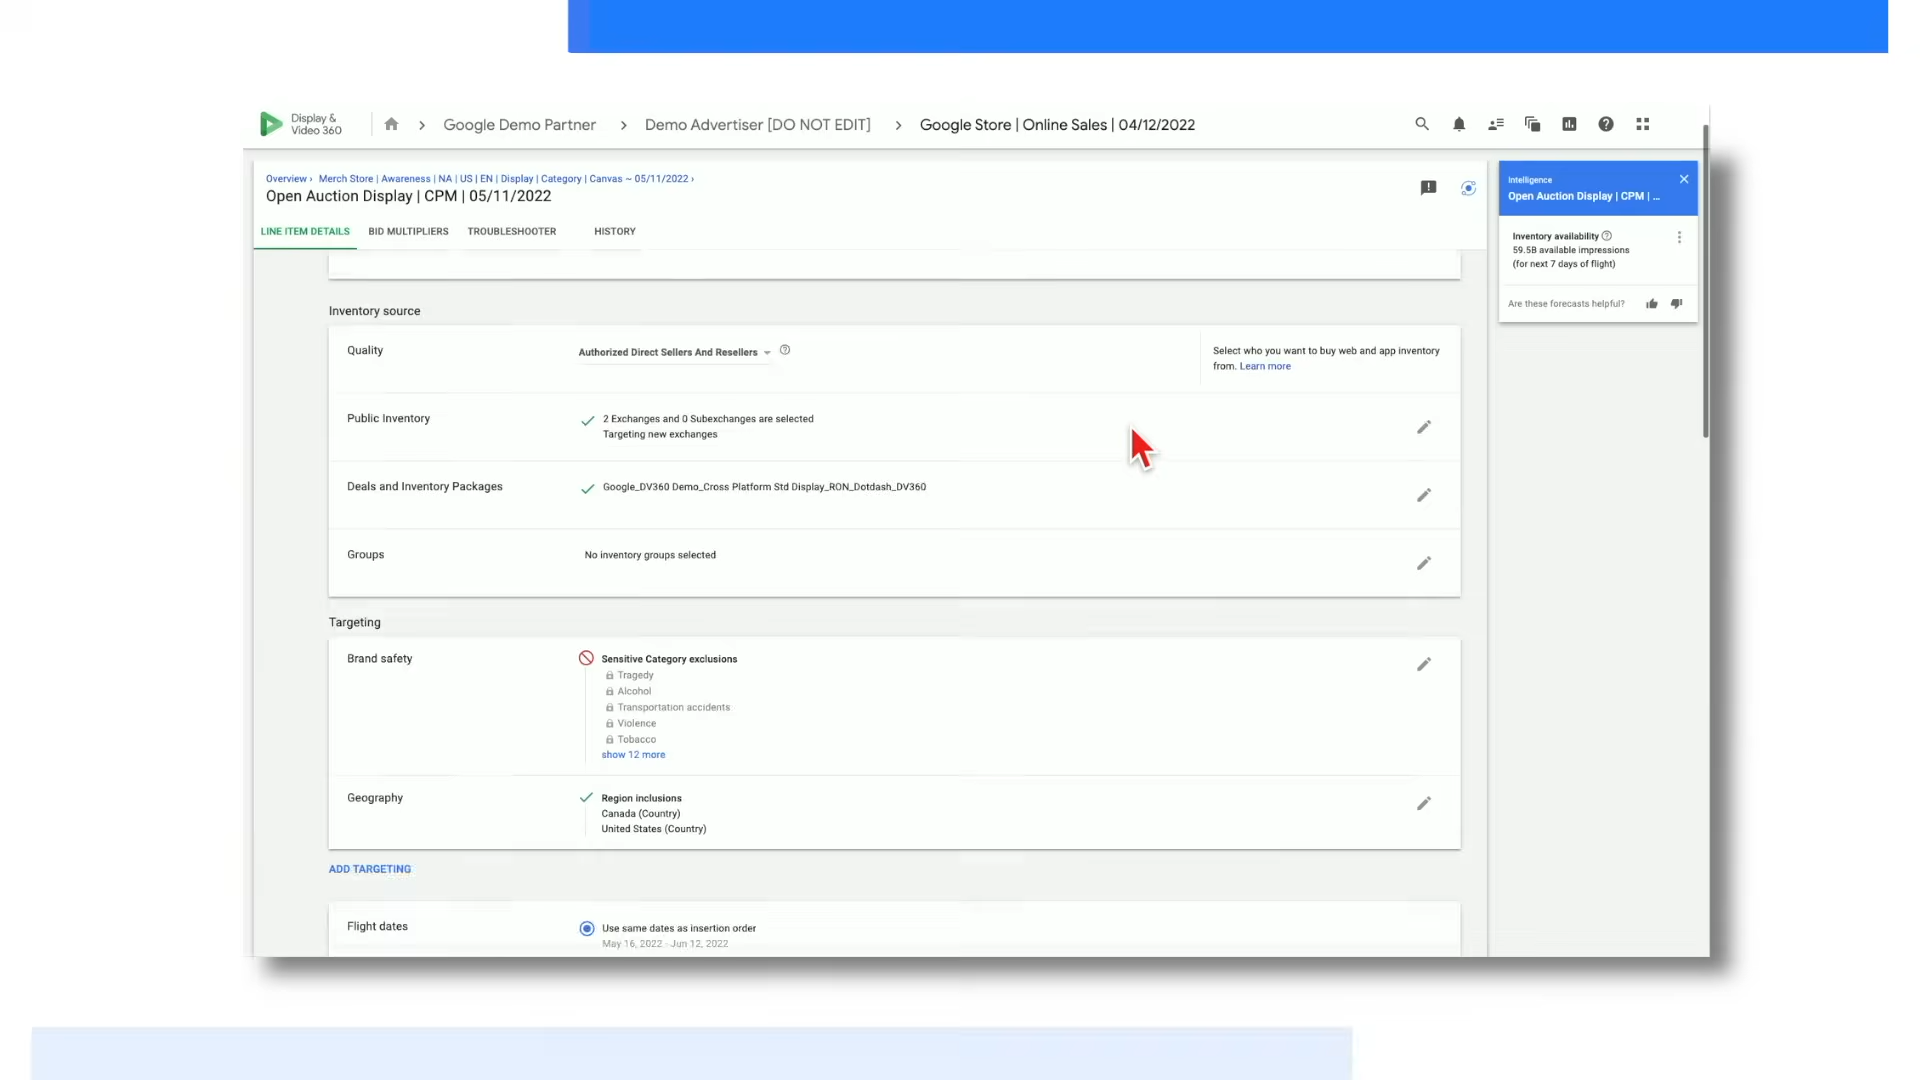 Display &
Video 360
Google Demo Partner
Demo Advertiser [DO NOT EDIT]
Google Store | Online Sales | 04/12/2022
Overview › Merch Store | Awareness | NA | US | EN | Display | Category | Canvas ~ 05/11/2022 ›
Open Auction Display | CPM | 05/11/2022
LINE ITEM DETAILS
BID MULTIPLIERS
TROUBLESHOOTER
HISTORY
Intelligence
Open Auction Display | CPM | ...
Inventory availability
59.5B available impressions
(for next 7 days of flight)
Are these forecasts helpful?
Inventory source
Quality
Authorized Direct Sellers And Resellers
Select who you want to buy web and app inventory
from. Learn more
Public Inventory
2 Exchanges and 0 Subexchanges are selected
Targeting new exchanges
Deals and Inventory Packages
Google_DV360 Demo_Cross Platform Std Display_RON_Dotdash_DV360
Groups
No inventory groups selected
Targeting
Brand safety
Sensitive Category exclusions
Tragedy
Alcohol
Transportation accidents
Violence
Tobacco
show 12 more
Geography
Region inclusions
Canada (Country)
United States (Country)
ADD TARGETING
Flight dates
Use same dates as insertion order
May 16, 2022 - Jun 12, 2022